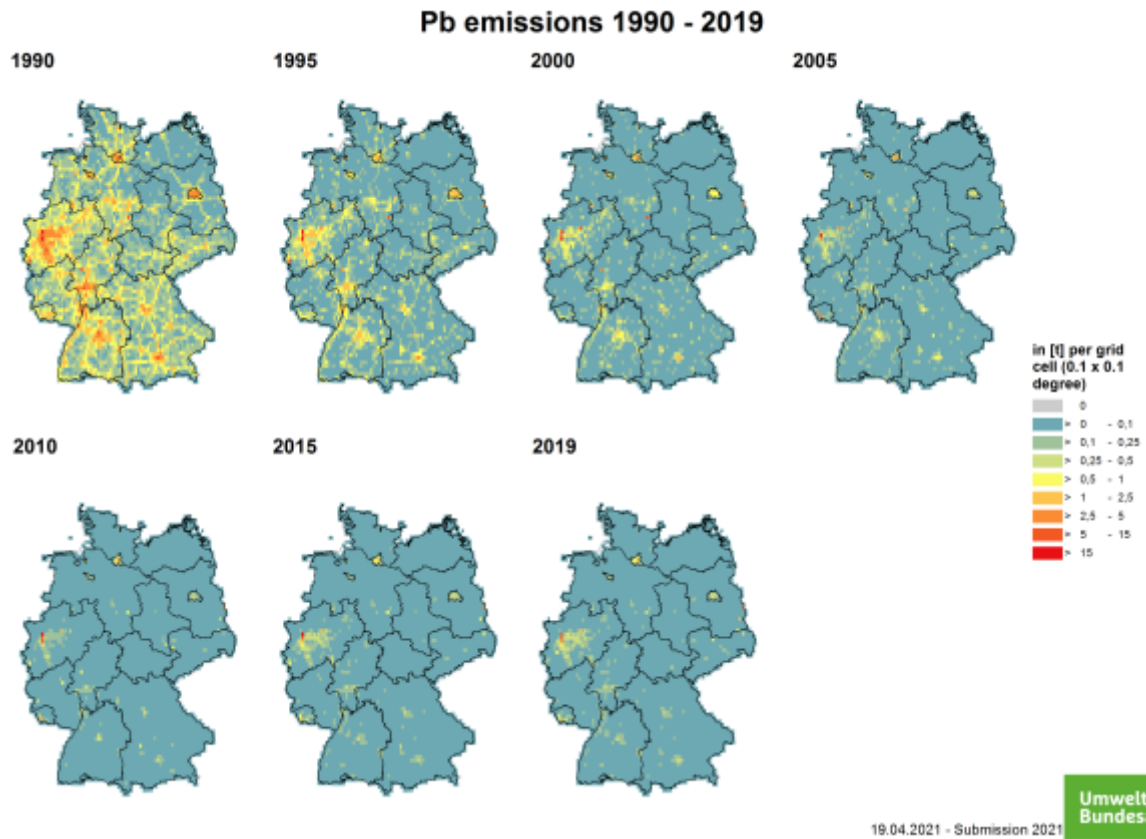 Pb emissions 1990 - 2019
1990
1995
2000
2005
2010
2015
2019
in [t] per grid
cell (0.1 x 0.1
degree)
0
> 0 - 0,1
> 0,1 - 0,25
> 0,25 - 0,5
> 0,5 - 1
> 1 - 2,5
> 2,5 - 5
> 5 - 15
> 15
19.04.2021 - Submission 2021
Umwelt
Bundes